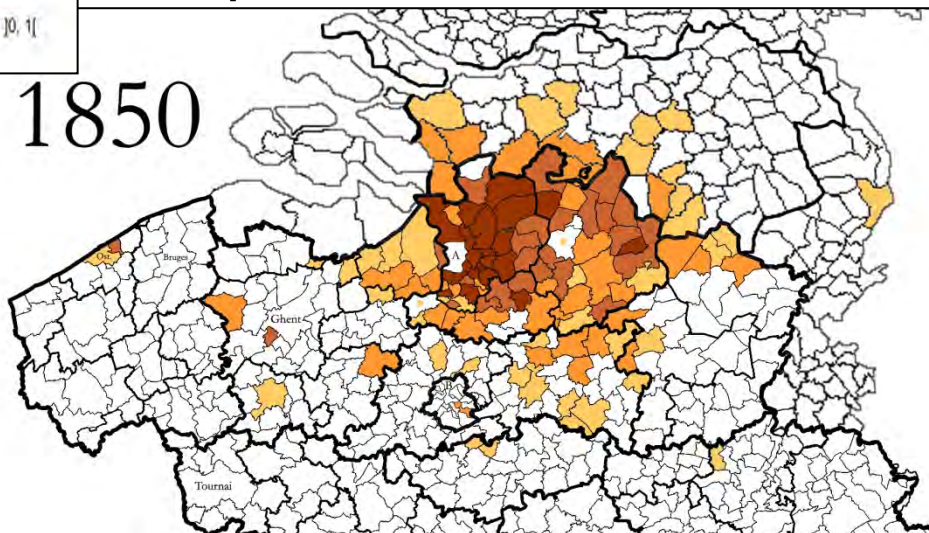 ]0, 1[
1850
Ost.
Bruges
A
Ghent
Tournai